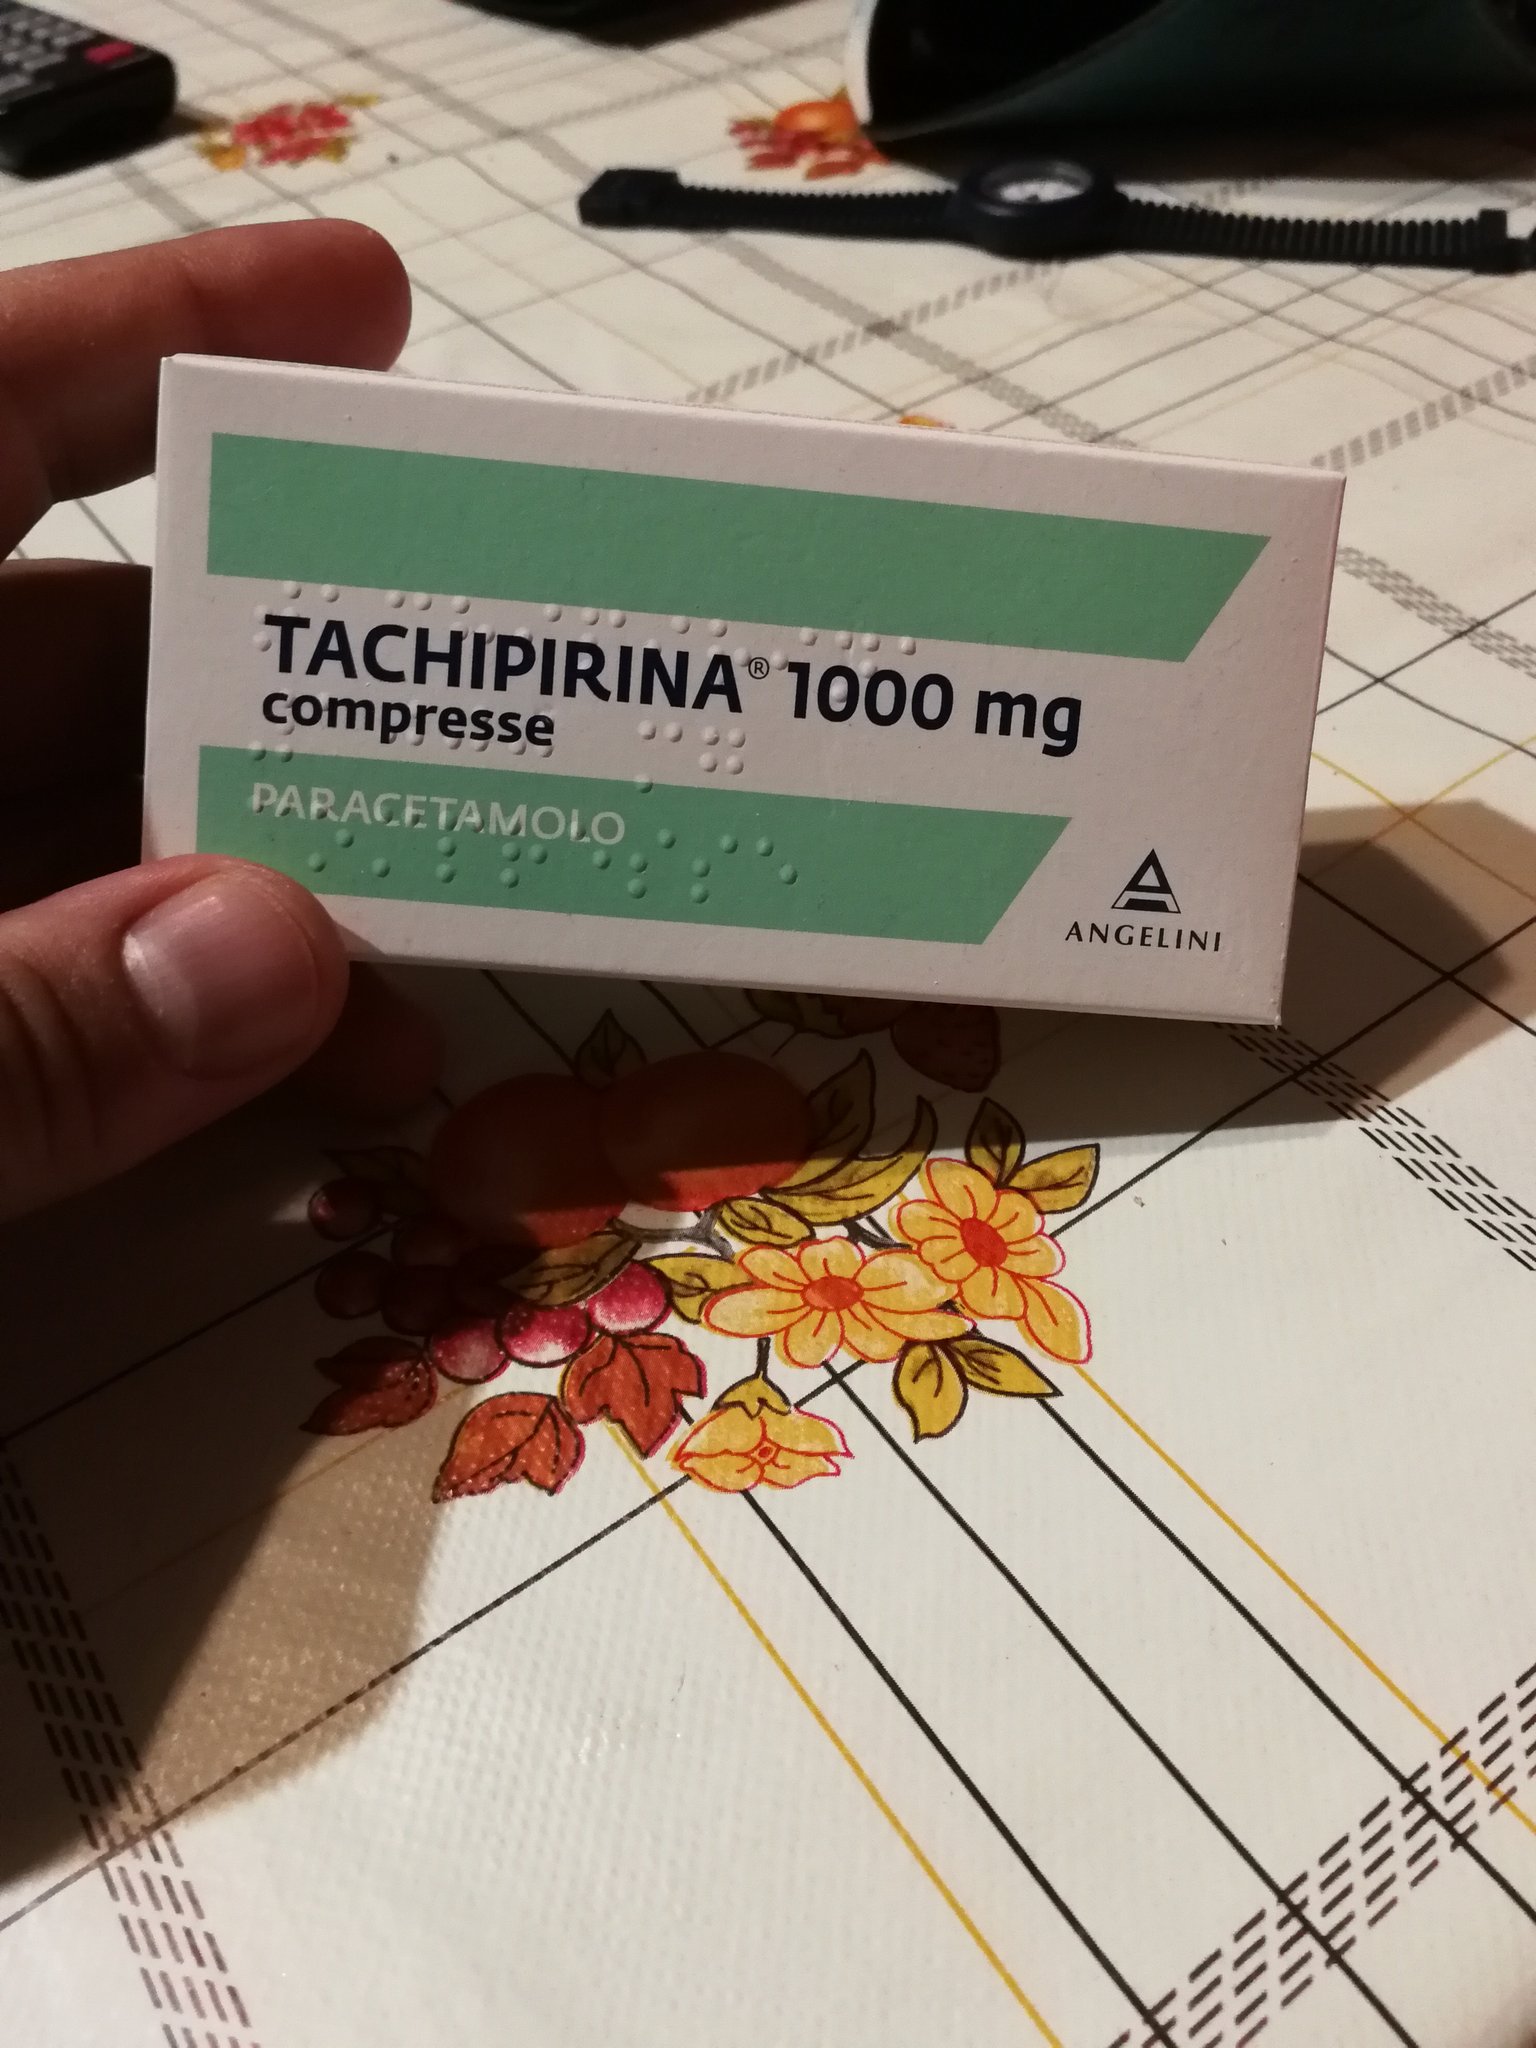 TACHIPIRINA® 1000 mg
compresse
PARACETAMOLO
ANGELINI